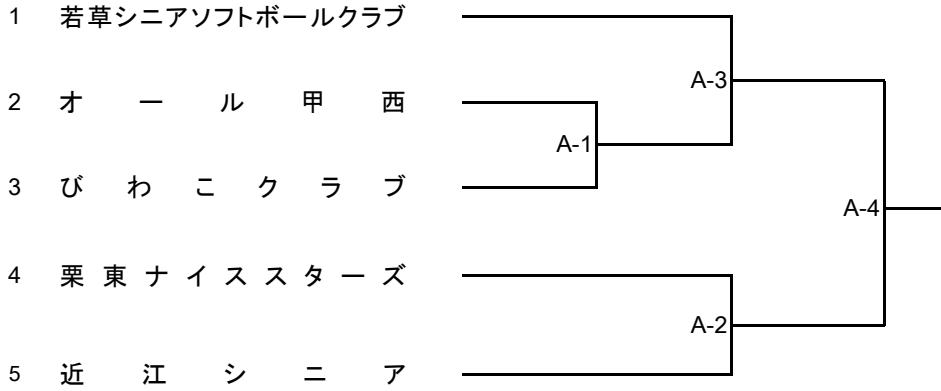 1 若草シニアソフトボールクラブ
A-3
2 オール甲西
A-1
3 びわこクラブ
A-4
4 栗東ナイススターズ
A-2
5 近江シニア